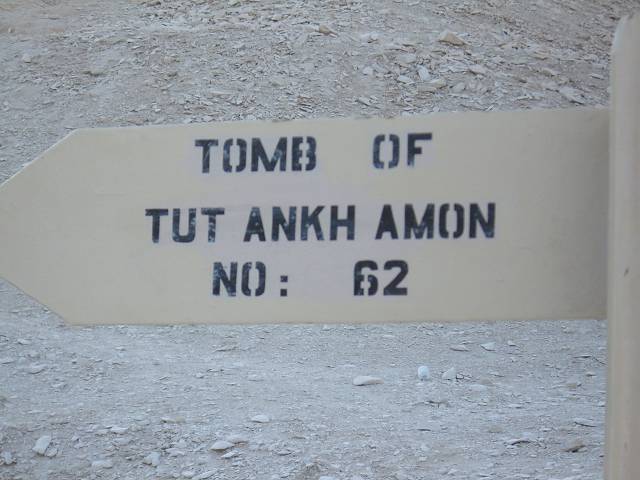 TOMB OF
TUT ANKH AMON
NO: 62